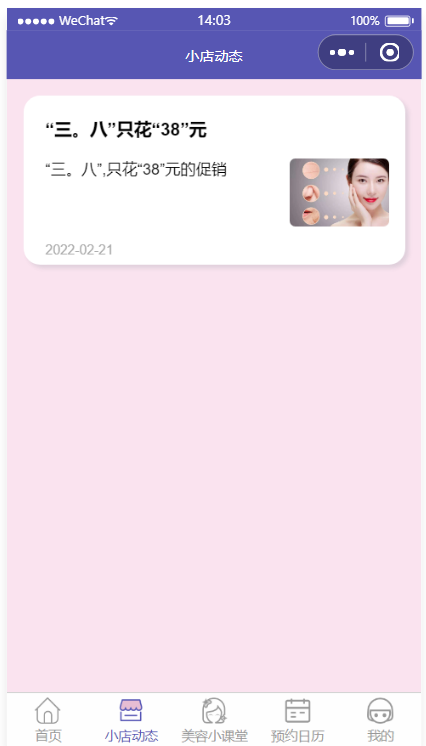 WeChat 14:03 100%
小店动态
“三。八”只花“38”元
“三。八”,只花“38”元的促销
2022-02-21
首页 小店动态 美容小课堂 预约日历 我的